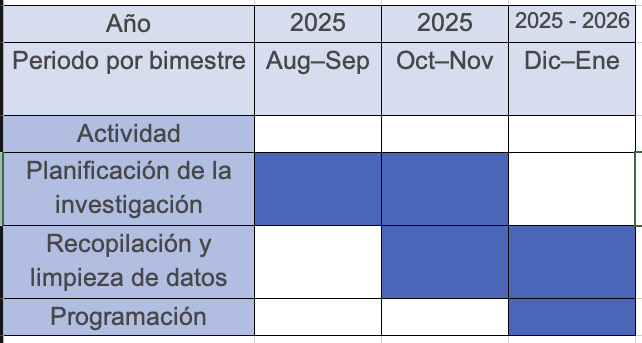 Año 2025 2025 2025 - 2026
Periodo por bimestre Aug–Sep Oct–Nov Dic–Ene
Actividad
Planificación de la
investigación
Recopilación y
limpieza de datos
Programación